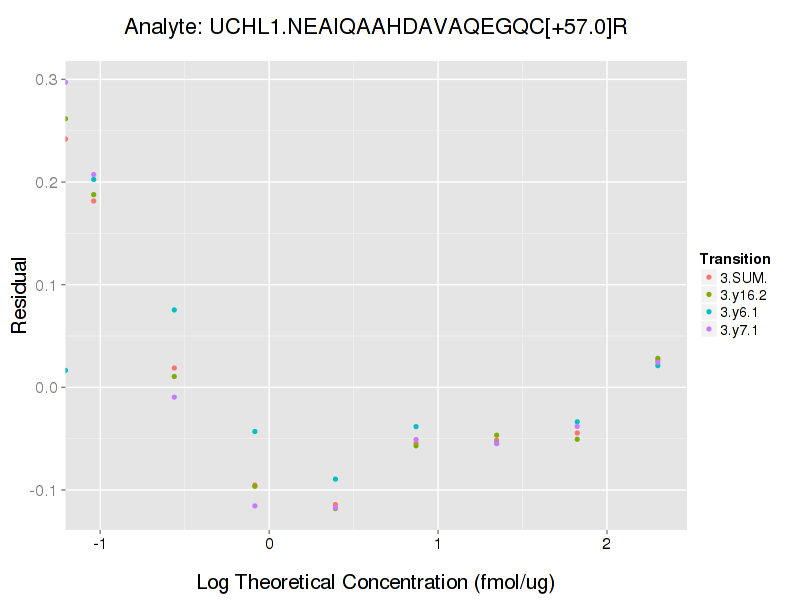 Analyte: UCHL1.NEAIQAAHDAVAQEGQC[+57.0]R
0.3
0.2
0.1
0.0
-0.1
Residual
-1
0
1
2
Log Theoretical Concentration (fmol/ug)
Transition
3.SUM.
3.y16.2
3.y6.1
3.y7.1